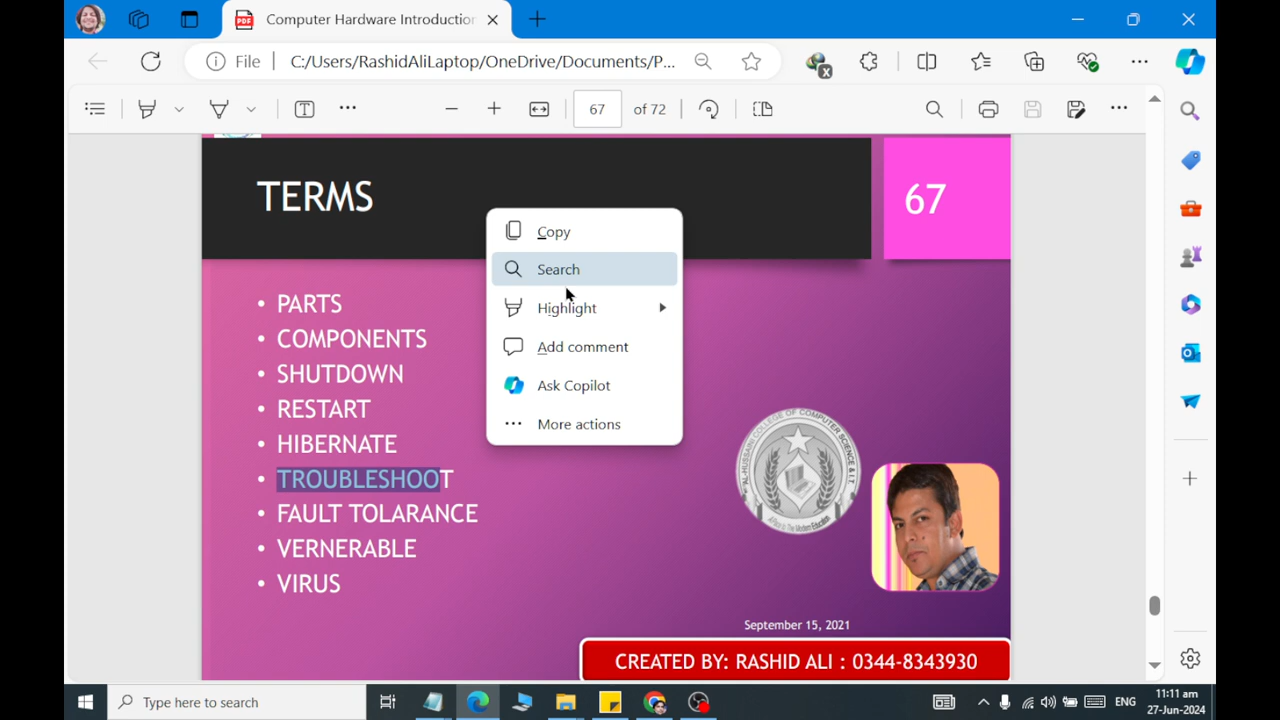 Computer Hardware Introduction
File
C:/Users/RashidAliLaptop/OneDrive/Documents/P...
67 of 72
TERMS
67
Copy
Search
Highlight
Add comment
Ask Copilot
More actions
• PARTS
• COMPONENTS
• SHUTDOWN
• RESTART
• HIBERNATE
• TROUBLESHOOT
• FAULT TOLARANCE
• VERNERABLE
• VIRUS
September 15, 2021
CREATED BY: RASHID ALI : 0344-8343930
Type here to search
ENG
11:11 am
27-Jun-2024